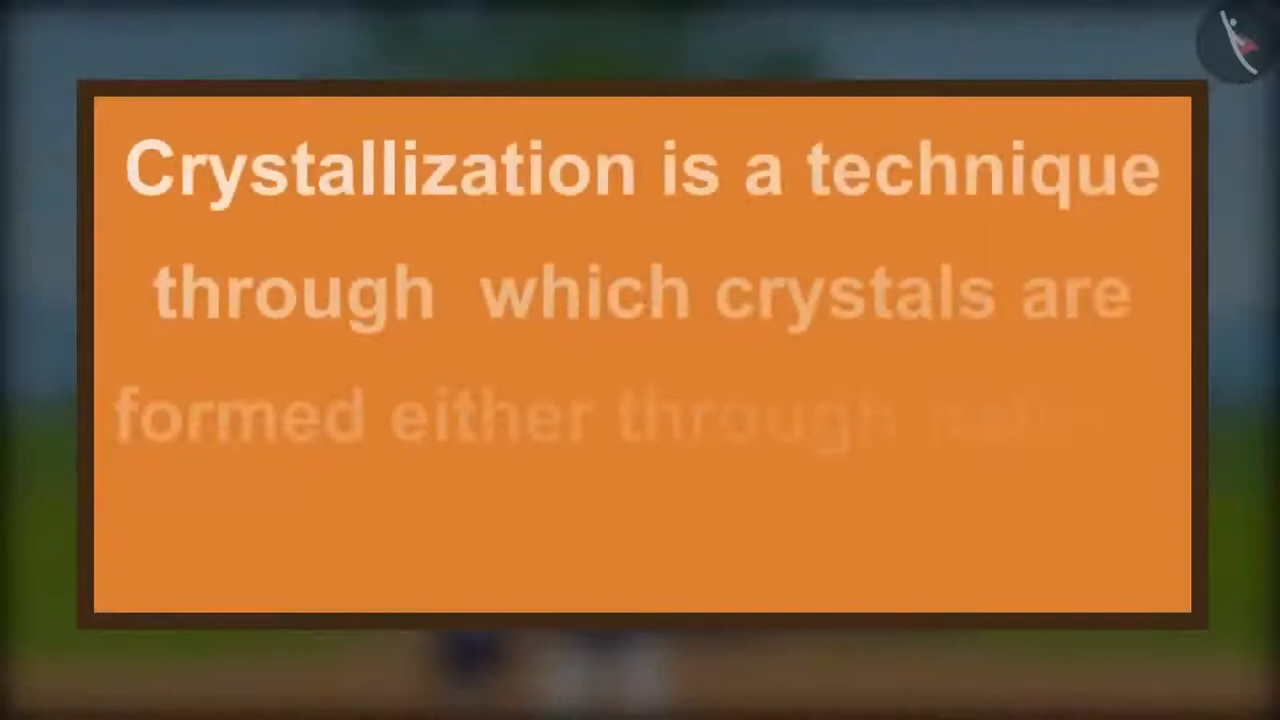 Crystallization is a technique
through which crystals are
formed either through